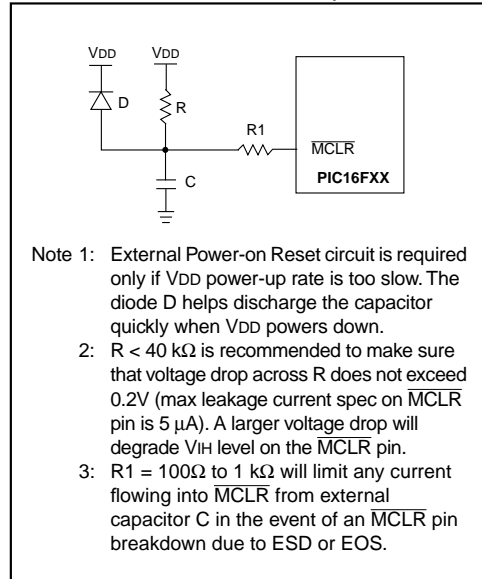 VDD VDD
D
R
R1
MCLR
PIC16FXX
C
Note 1: External Power-on Reset circuit is required
only if VDD power-up rate is too slow. The
diode D helps discharge the capacitor
quickly when VDD powers down.
2: R < 40 kΩ is recommended to make sure
that voltage drop across R does not exceed
0.2V (max leakage current spec on M̅C̅L̅R̅
pin is 5 μA). A larger voltage drop will
degrade VIH level on the M̅C̅L̅R̅ pin.
3: R1 = 100Ω to 1 kΩ will limit any current
flowing into M̅C̅L̅R̅ from external
capacitor C in the event of an M̅C̅L̅R̅ pin
breakdown due to ESD or EOS.